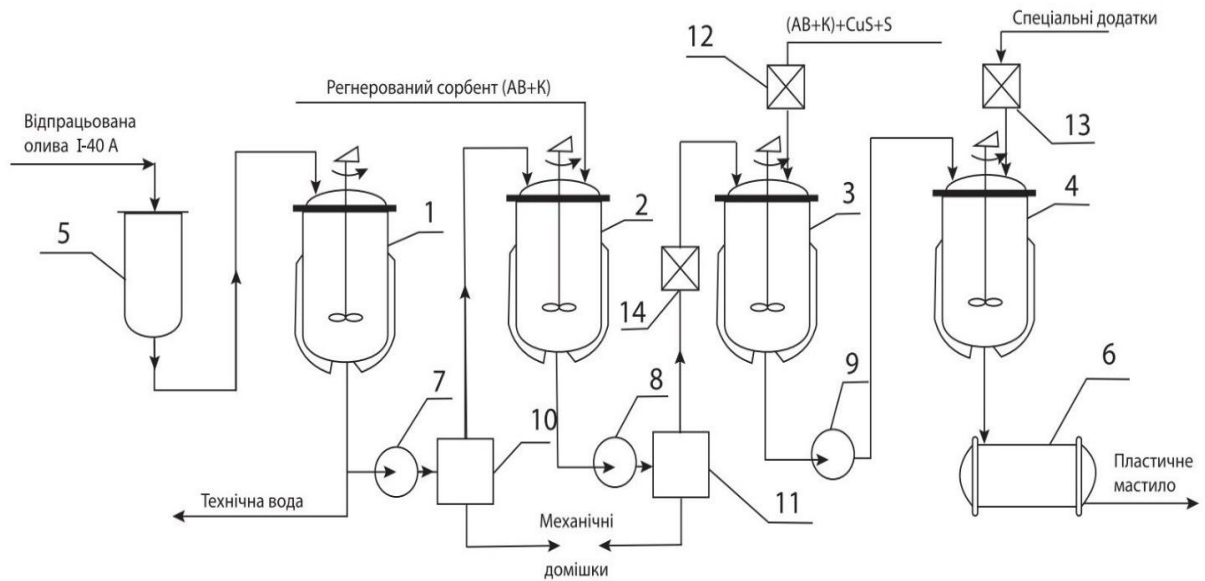 (АВ+К)+CuS+S
Спеціальні додатки
12
Регнерований сорбент (АВ+К)
13
Відпрацьована
олива І-40 А
5
1
2
3
4
14
7
8
9
6
10
11
Технічна вода
Механічні
домішки
Пластичне
мастило